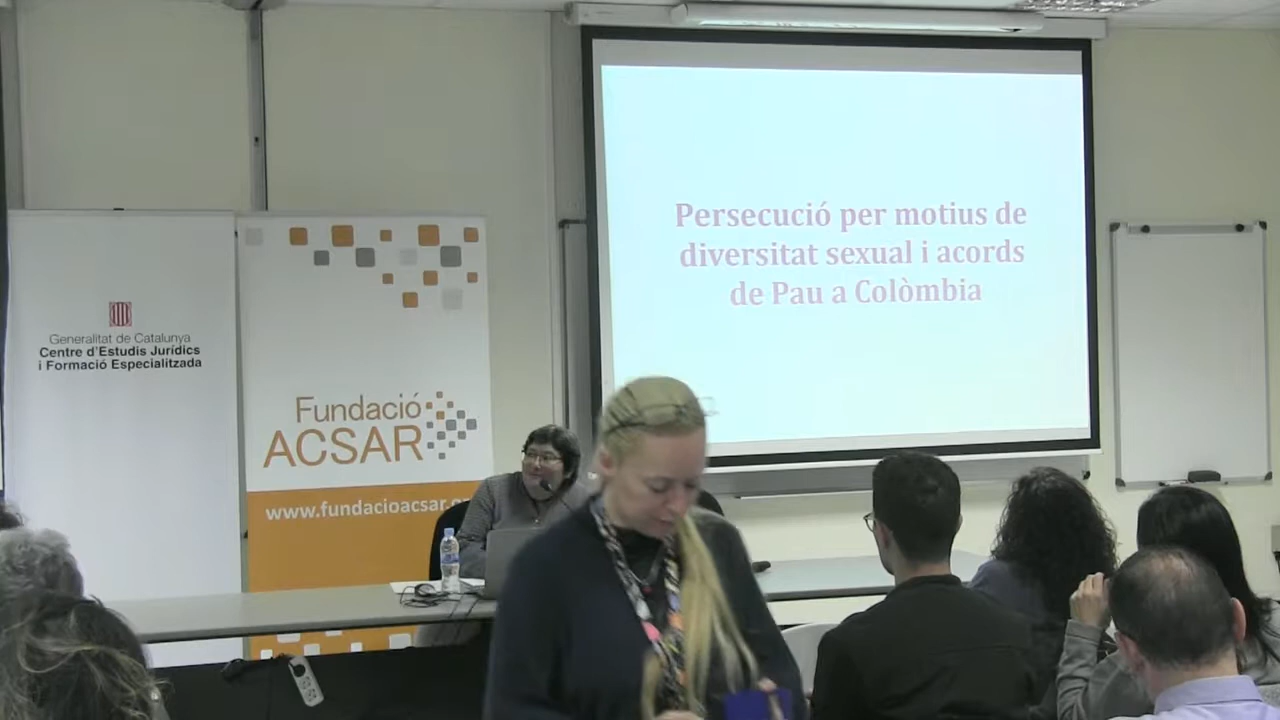 Persecució per motius de
diversitat sexual i acords
de Pau a Colòmbia
Generalitat de Catalunya
Centre d'Estudis Jurídics
i Formació Especialitzada
Fundació
ACSAR
www.fundacioacsar.